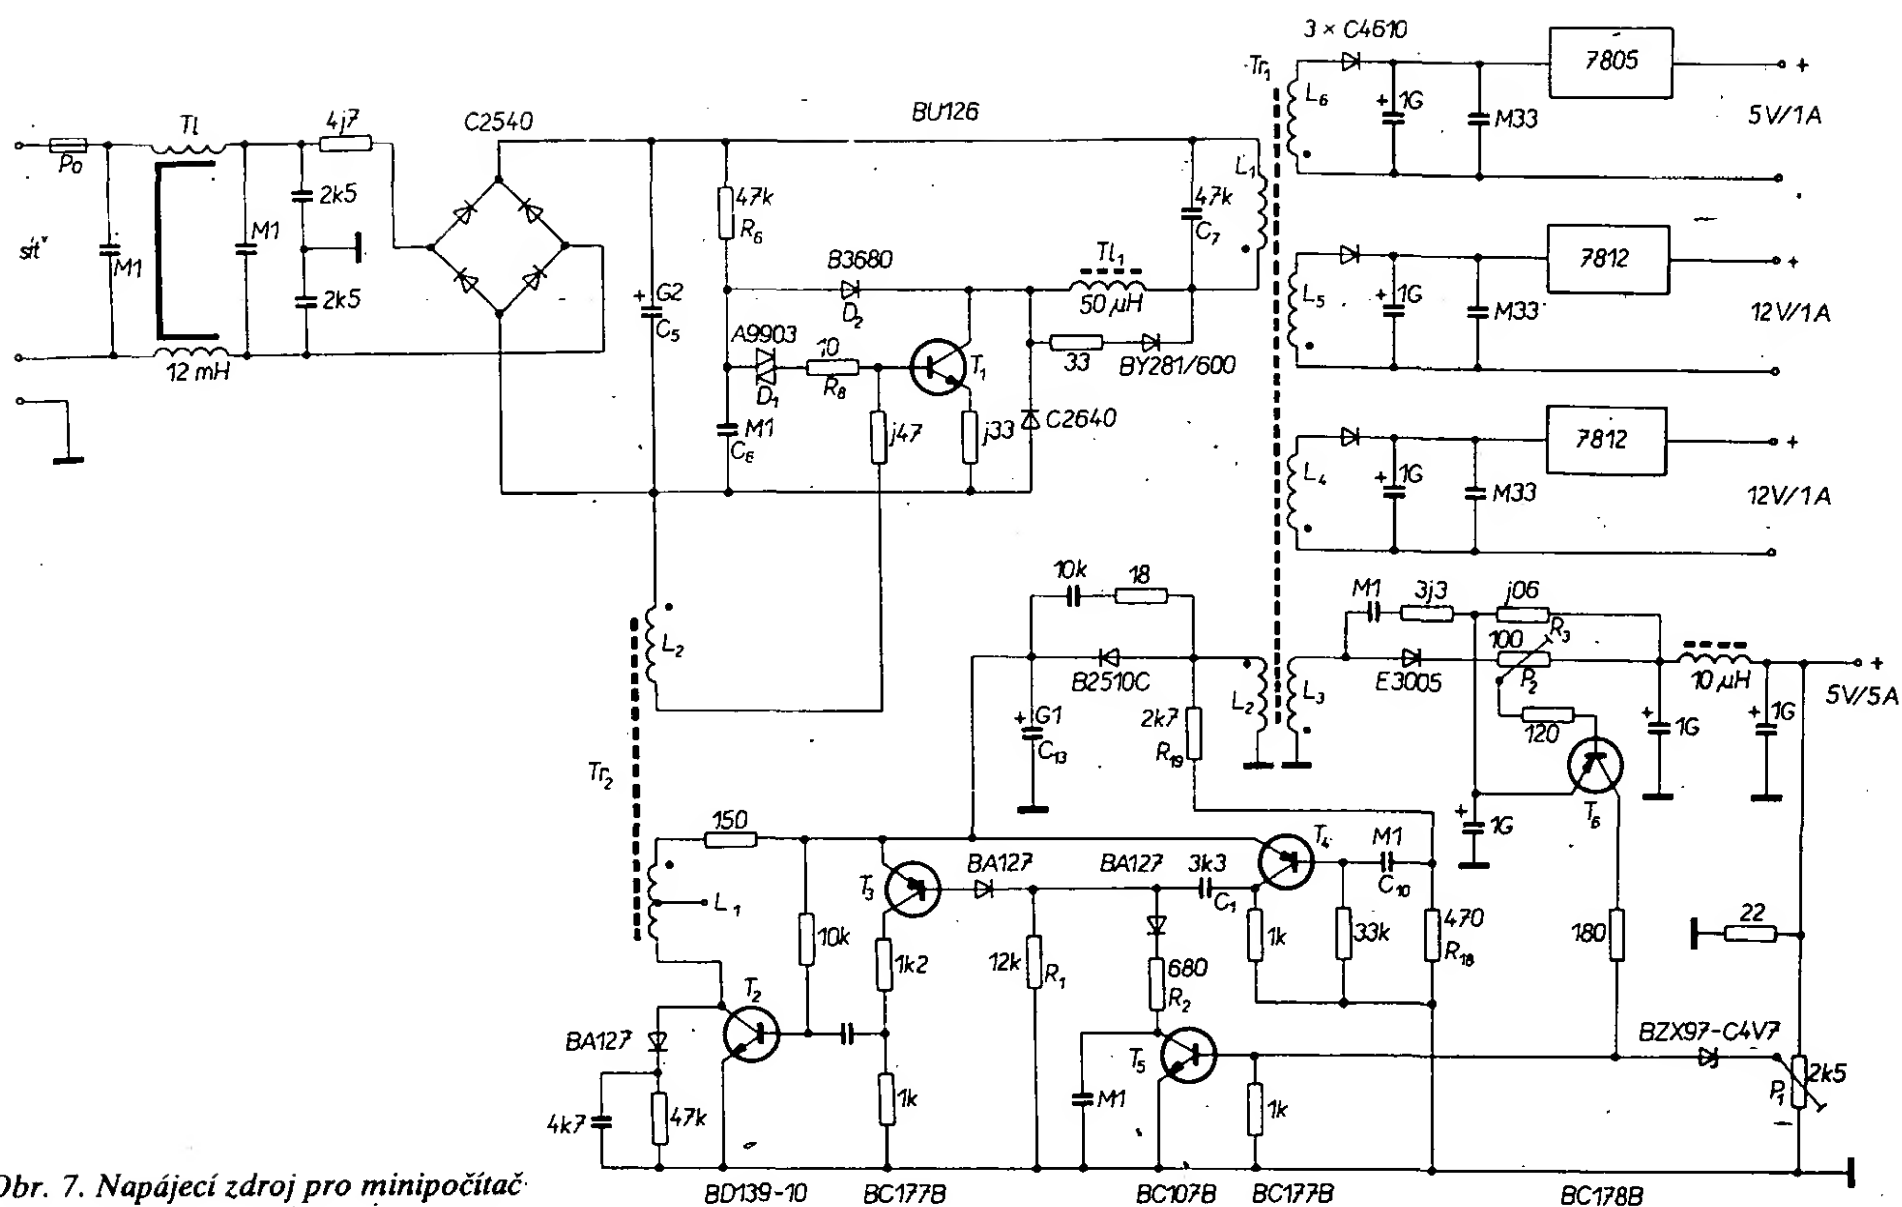 3 × C4610
Tr₁
L₆
+ 1G
M33
7805
+
5V/1A
BU126
Tl
4j7
C2540
Po
2k5
síť
M1
M1
2k5
12 mH
47k
R₆
47k
C₇
L₁
+ G2
C₅
B3680
D₂
Tl₁
50 µH
A9903
D₁
10
R₈
T₁
33
BY281/600
M1
C₆
j47
j33
C2640
L₅
+ 1G
M33
7812
+
12V/1A
L₄
+ 1G
M33
7812
+
12V/1A
10k
18
M1
3j3
j06
R₃
100
P₂
L₂
B2510C
L₂
L₃
E3005
10 µH
+
5V/5A
+ G1
C₁₃
2k7
R₁₉
120
+ 1G
+ 1G
T₆
+ 1G
Tr₂
150
L₁
T₃
BA127
BA127
3k3
C₁
T₄
M1
C₁₀
10k
1k2
12k
R₁
680
R₂
1k
33k
470
R₁₈
180
22
T₂
BA127
T₅
BZX97-C4V7
2k5
P₁
4k7
47k
1k
M1
1k
Obr. 7. Napájecí zdroj pro minipočítač
BD139-10
BC177B
BC107B
BC177B
BC178B